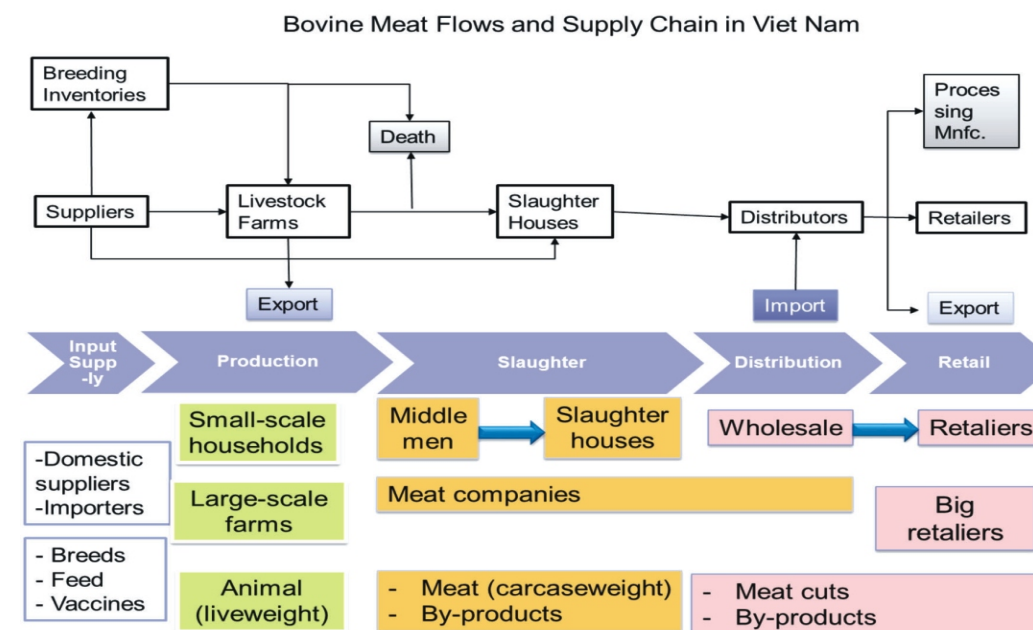 Bovine Meat Flows and Supply Chain in Viet Nam
Breeding
Inventories
Proces
sing
Mnfc.
Death
Suppliers
Livestock
Farms
Slaughter
Houses
Distributors
Retailers
Export
Import
Export
Input
Supp
-ly
Production
Slaughter
Distribution
Retail
Small-scale
households
Middle
men
Slaughter
houses
Wholesale
Retaliers
-Domestic
suppliers
-Importers
Large-scale
farms
Meat companies
Big
retaliers
- Breeds
- Feed
- Vaccines
Animal
(liveweight)
- Meat (carcaseweight)
- By-products
- Meat cuts
- By-products